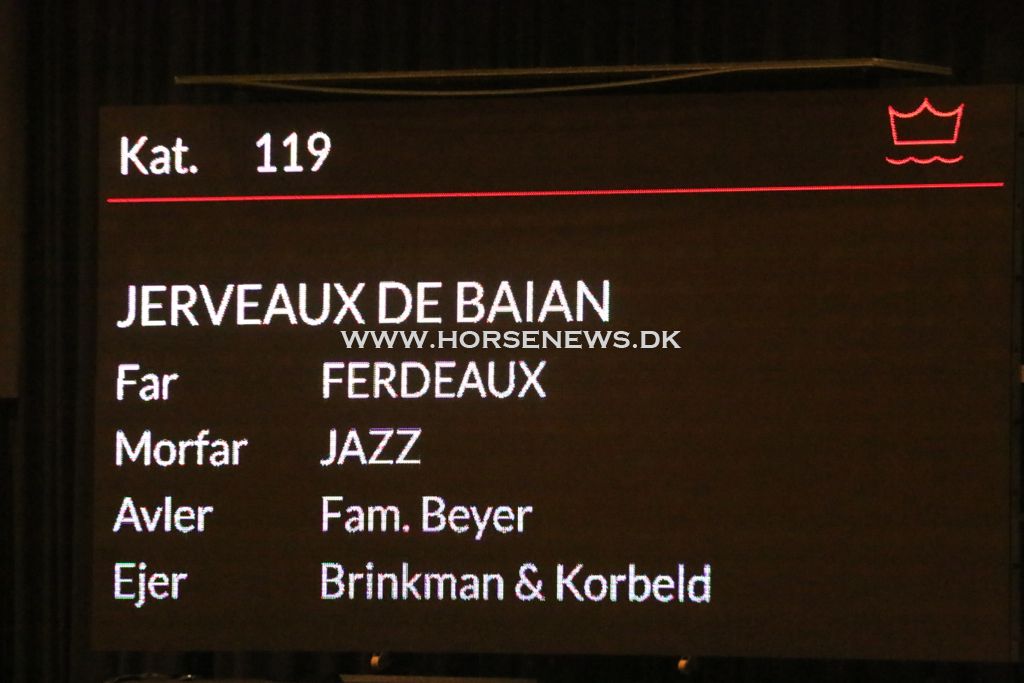 Kat. 119
JERVEAUX DE BAIAN
WWW.HORSENEWS.DK
Far FERDEAUX
Morfar JAZZ
Avler Fam. Beyer
Ejer Brinkman & Korbeld